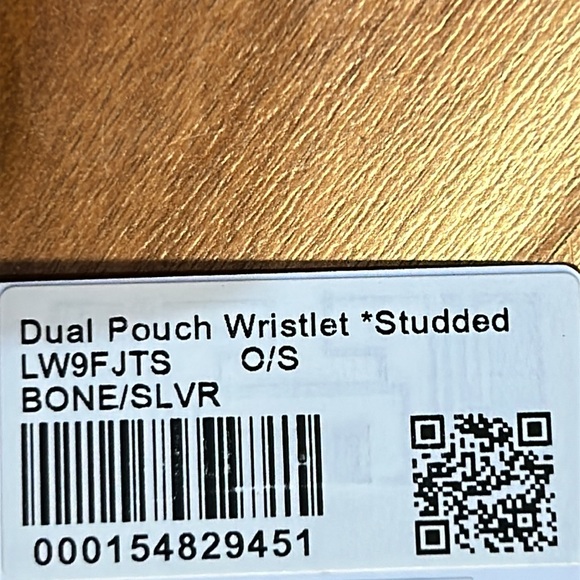 Dual Pouch Wristlet *Studded
LW9FJTS O/S
BONE/SLVR
000154829451